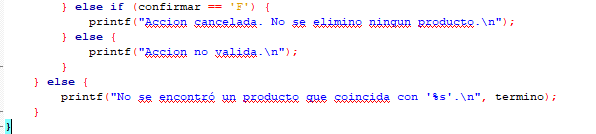 } else if (confirmar == 'F') {
printf("Accion cancelada. No se elimino ningun producto.\n");
} else {
printf("Accion no valida.\n");
}
} else {
printf("No se encontró un producto que coincida con '%s'.\n", termino);
}
}